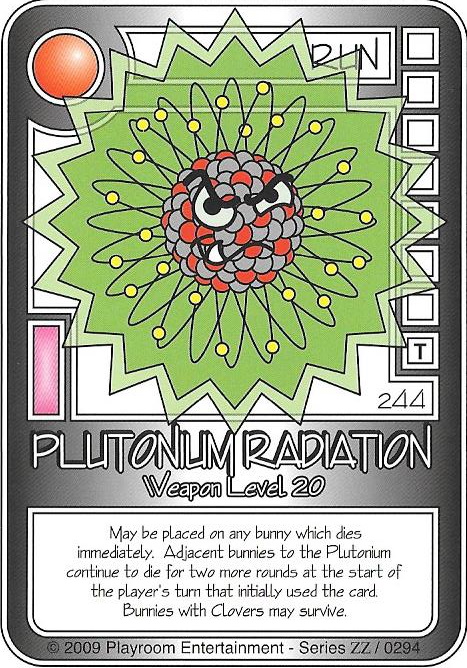 RUN
T
244
PLUTONIUM RADIATION
Weapon Level 20
May be placed on any bunny which dies
immediately. Adjacent bunnies to the Plutonium
continue to die for two more rounds at the start of
the player's turn that initially used the card.
Bunnies with Clovers may survive.
© 2009 Playroom Entertainment - Series ZZ / 0294